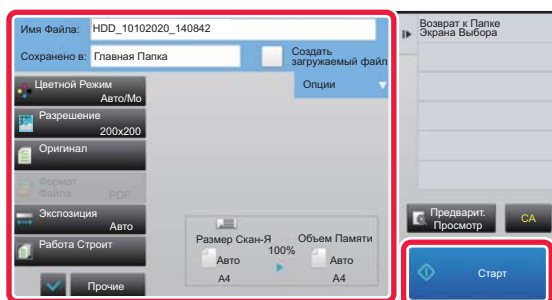 Имя Файла: HDD_10102020_140842
Сохранено в: Главная Папка
Создать
загружаемый файл
Опции
Цветной Режим
Авто/Мо
Разрешение
200x200
Оригинал
Формат
Файла
PDF
Экспозиция
Авто
Работа Строит
Прочие
Размер Скан-Я
Объем Памяти
100%
Авто
Авто
A4
A4
Возврат к Папке
Экрана Выбора
Предварит.
Просмотр
CA
Старт